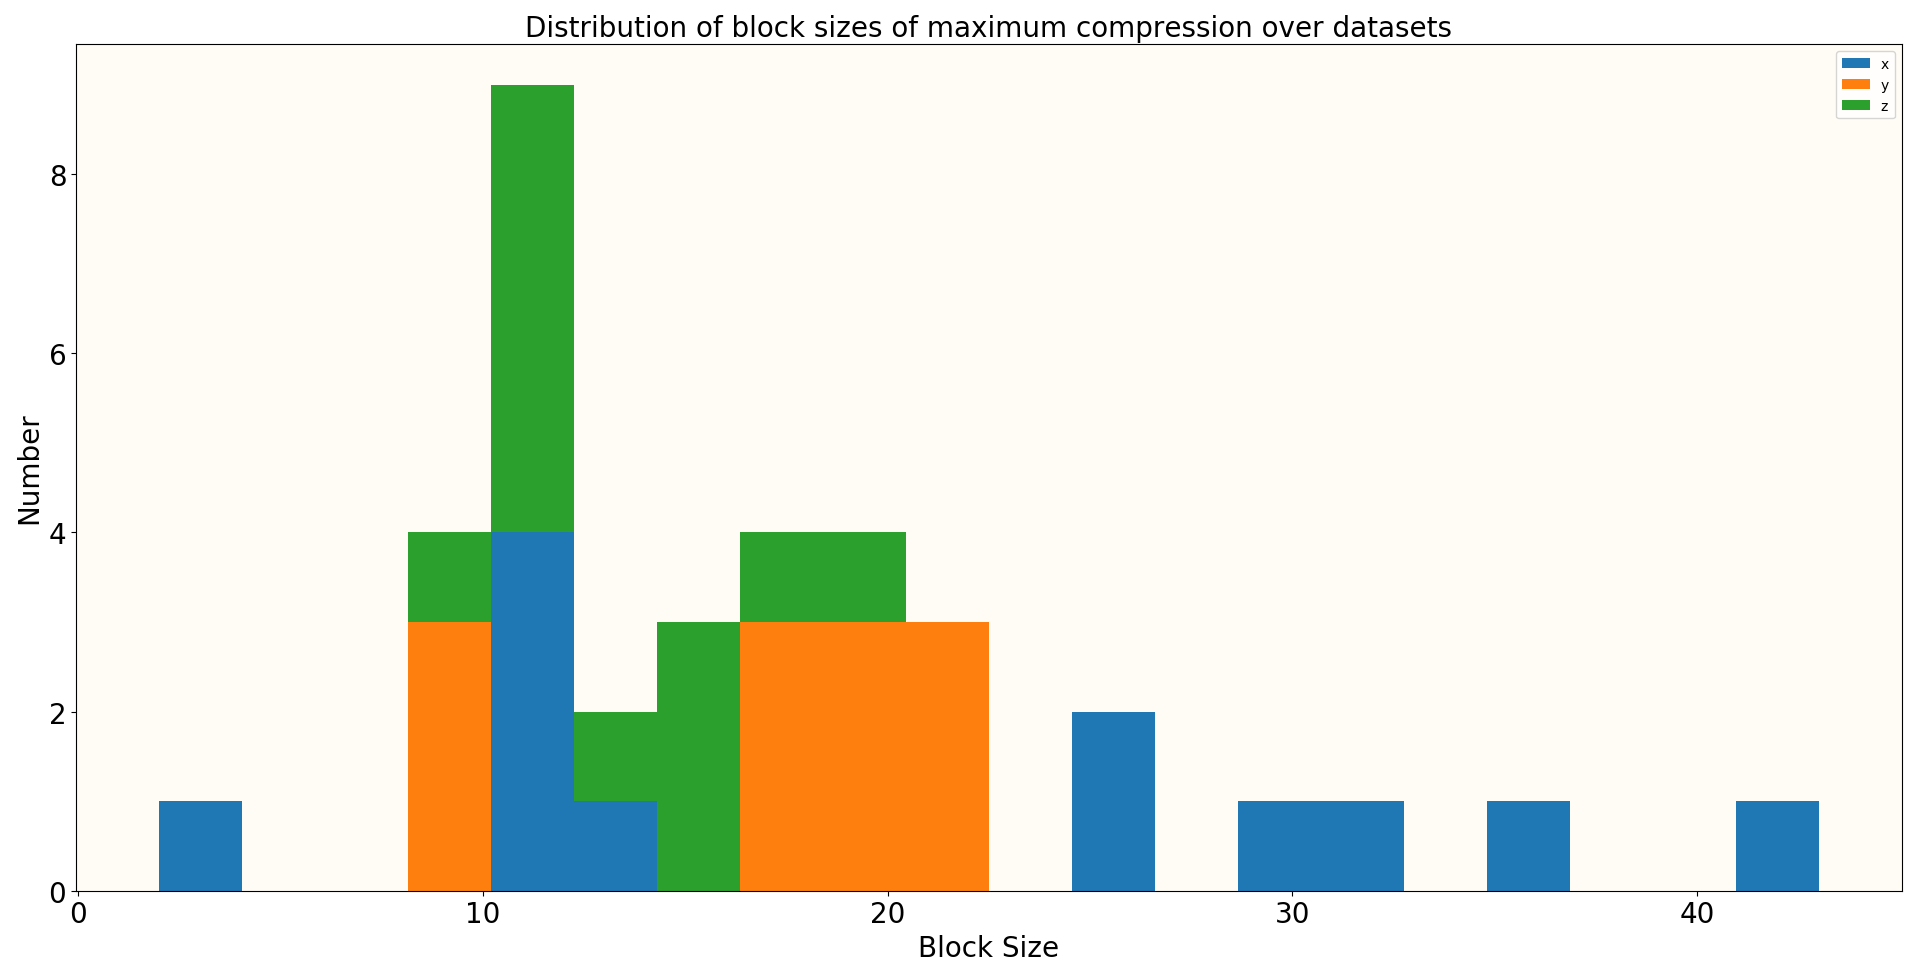 Distribution of block sizes of maximum compression over datasets
x
y
z
8
6
4
2
0
Number
0 10 20 30 40
Block Size